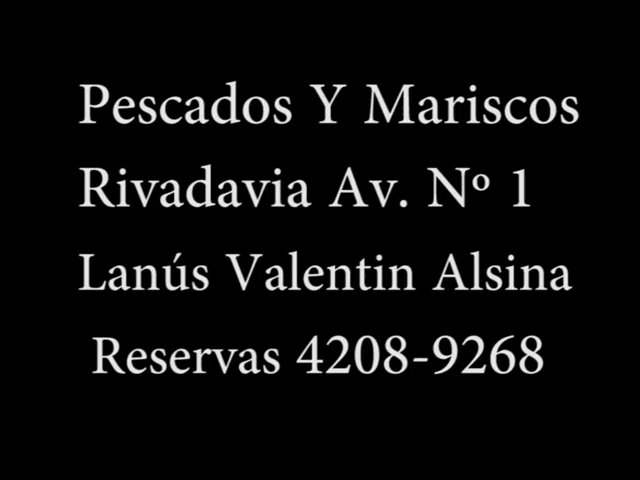 Pescados Y Mariscos
Rivadavia Av. Nº 1
Lanús Valentin Alsina
Reservas 4208-9268